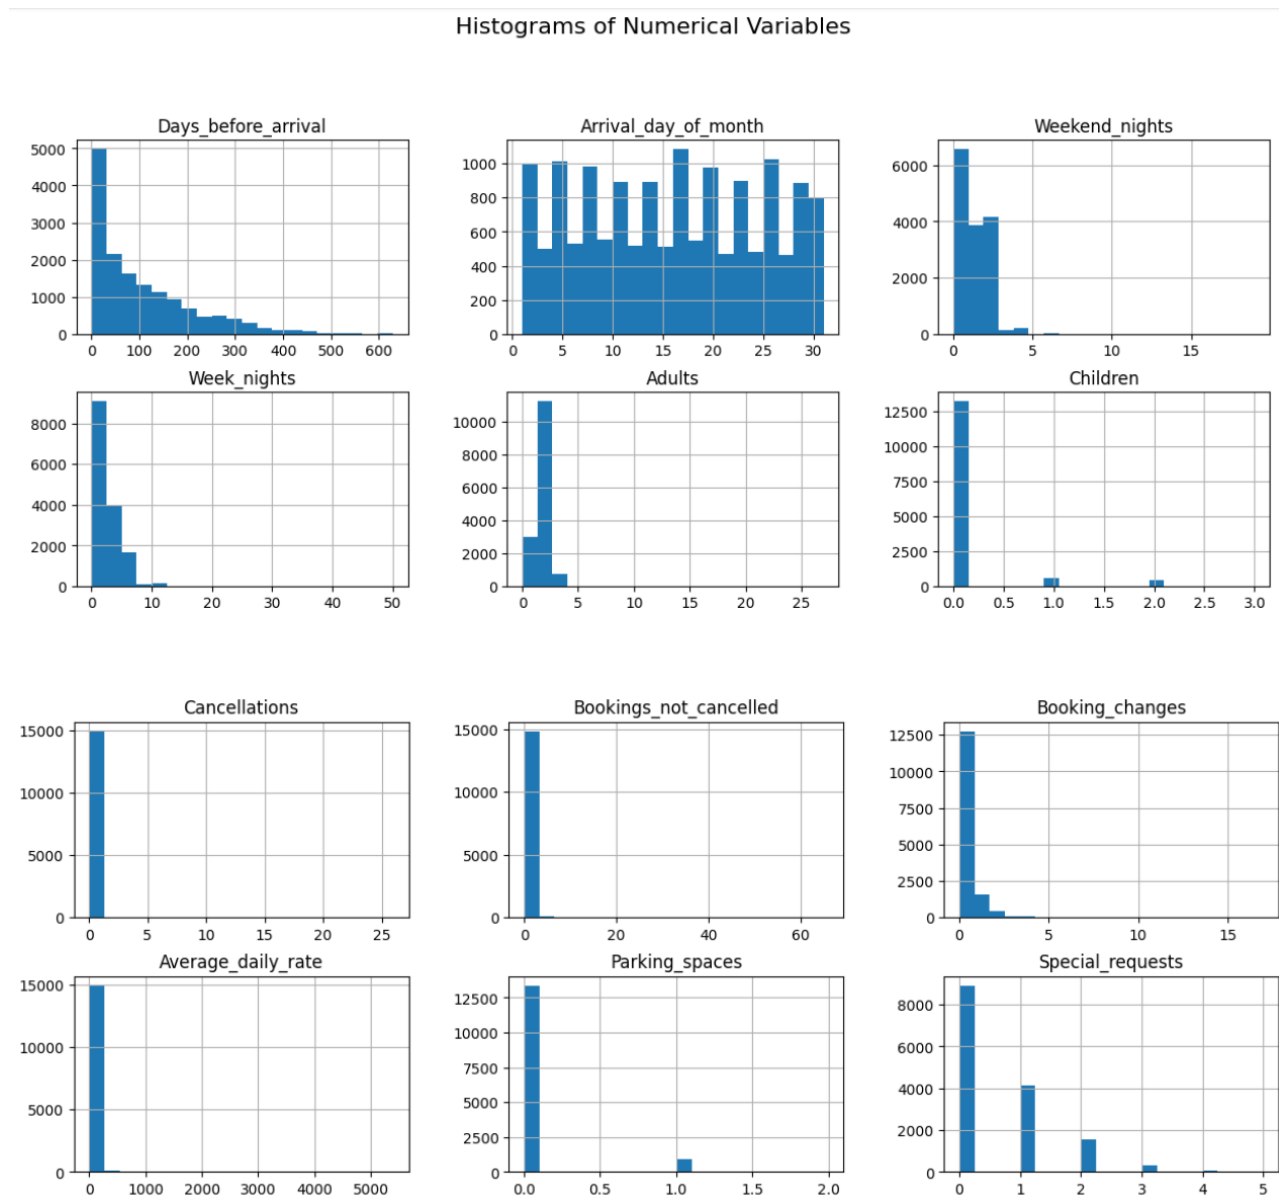 Histograms of Numerical Variables
Days_before_arrival
5000
4000
3000
2000
1000
0
0 100 200 300 400 500 600
Arrival_day_of_month
1000
800
600
400
200
0
0 5 10 15 20 25 30
Weekend_nights
6000
4000
2000
0
0 5 10 15
Week_nights
8000
6000
4000
2000
0
0 10 20 30 40 50
Adults
10000
8000
6000
4000
2000
0
0 5 10 15 20 25
Children
12500
10000
7500
5000
2500
0
0.0 0.5 1.0 1.5 2.0 2.5 3.0
Cancellations
15000
10000
5000
0
0 5 10 15 20 25
Bookings_not_cancelled
15000
10000
5000
0
0 20 40 60
Booking_changes
12500
10000
7500
5000
2500
0
0 5 10 15
Average_daily_rate
15000
10000
5000
0
0 1000 2000 3000 4000 5000
Parking_spaces
12500
10000
7500
5000
2500
0
0.0 0.5 1.0 1.5 2.0
Special_requests
8000
6000
4000
2000
0
0 1 2 3 4 5